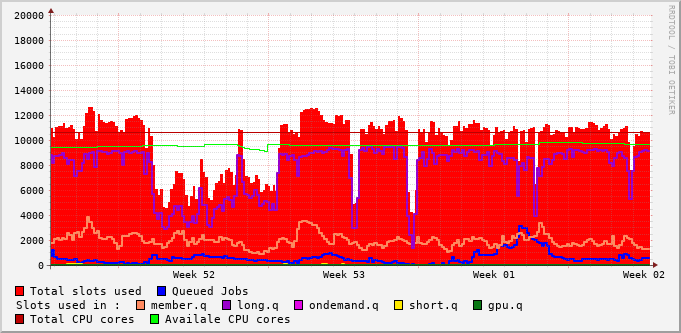 RRDTOOL / TOBI OETIKER
20000
18000
16000
14000
12000
10000
8000
6000
4000
2000
0
Week 52 Week 53 Week 01 Week 02
Total slots used Queued Jobs
Slots used in : member.q long.q ondemand.q short.q gpu.q
Total CPU cores Availale CPU cores